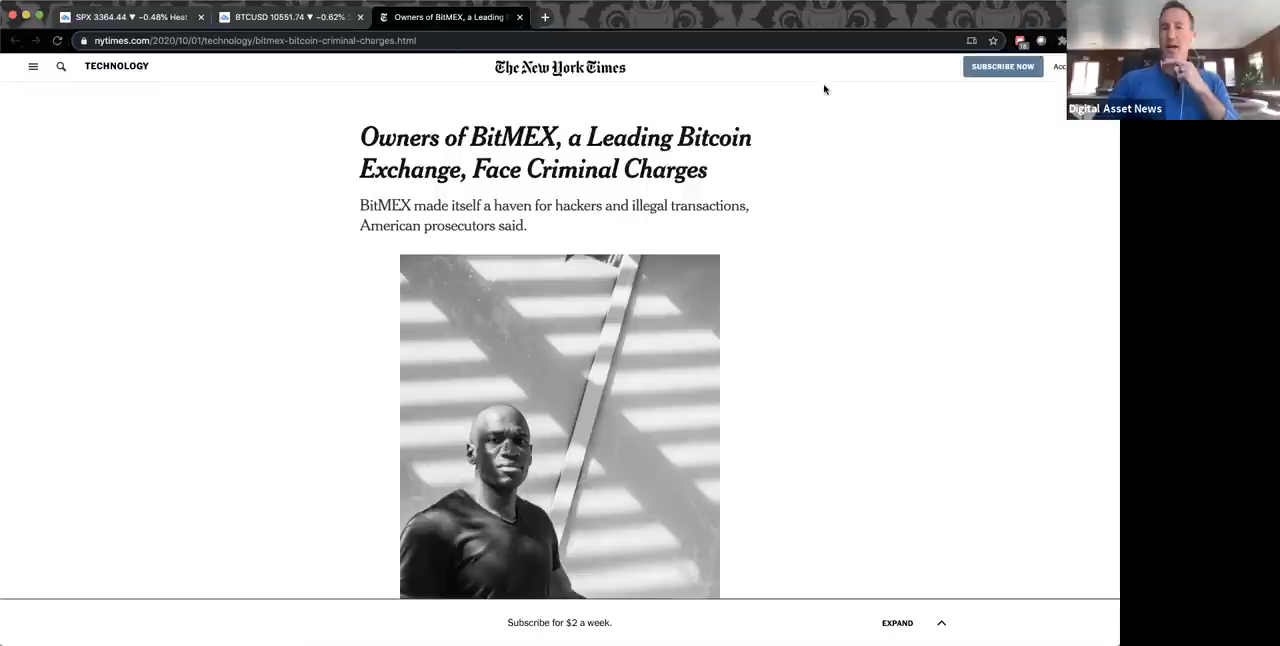 SPX 3364.44 ▼ −0.48%
BTCUSD 10551.74 ▼ −0.62%
Owners of BitMEX, a Leading
nytimes.com/2020/10/01/technology/bitmex-bitcoin-criminal-charges.html
TECHNOLOGY
The New York Times
SUBSCRIBE NOW
Digital Asset News
Owners of BitMEX, a Leading Bitcoin
Exchange, Face Criminal Charges
BitMEX made itself a haven for hackers and illegal transactions,
American prosecutors said.
Subscribe for $2 a week.
EXPAND